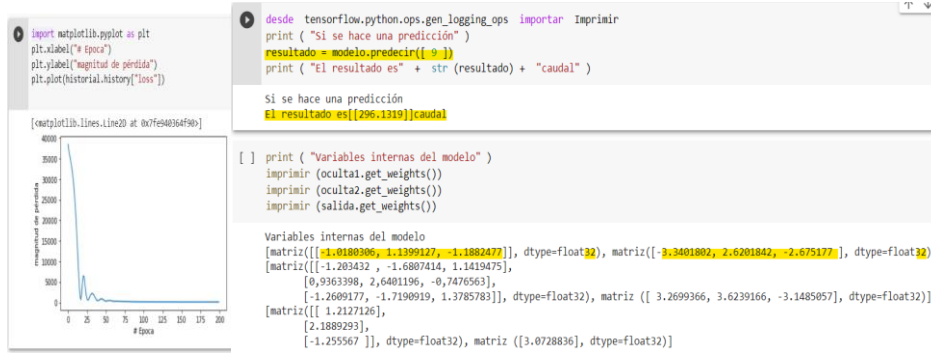 import matplotlib.pyplot as plt
plt.xlabel("# Epoca")
plt.ylabel("magnitud de pérdida")
plt.plot(historial.history["loss"])
[<matplotlib.lines.Line2D at 0x7fe940364f90>]
40000
35000
30000
25000
20000
15000
10000
5000
0
magnitud de pérdida
0 25 50 75 100 125 150 175 200
# Epoca
desde tensorflow.python.ops.gen_logging_ops importar Imprimir
print ( "Si se hace una predicción" )
resultado = modelo.predecir([ 9 ])
print ( "El resultado es" + str (resultado) + "caudal" )
Si se hace una predicción
El resultado es[[296.1319]]caudal
[ ] print ( "Variables internas del modelo" )
imprimir (oculta1.get_weights())
imprimir (oculta2.get_weights())
imprimir (salida.get_weights())
Variables internas del modelo
[matriz([[-1.0180306, 1.1399127, -1.1882477]], dtype=float32), matriz([-3.3401802, 2.6201842, -2.675177 ], dtype=float32)
[matriz([[-1.203432 , -1.6807414, 1.1419475],
[0,9363398, 2,6401196, -0,7476563],
[-1.2609177, -1.7190919, 1.3785783]], dtype=float32), matriz ([ 3.2699366, 3.6239166, -3.1485057], dtype=float32)]
[matriz([[ 1.2127126],
[2.1889293],
[-1.255567 ]], dtype=float32), matriz ([3.0728836], dtype=float32)]